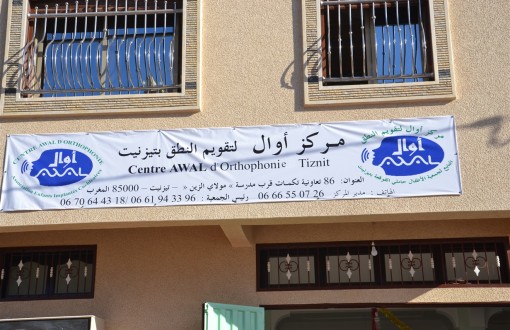 مركز أوال لتقويم النطق بتيزنيت
Centre AWAL d'Orthophonie Tiznit
العنوان: 86 تعاونية تكمات قرب مدرسة » مولاي الزين « – تيزنيت – 85000 المغرب
الهاتف : مدير المركز 06 66 55 07 26 رئيس الجمعية : 06 61 94 33 96 / 06 70 64 43 18
CENTRE AWAL D'ORTHOPHONIE
أوال
AWAL
مركز أوال لتقويم النطق
أوال
AWAL